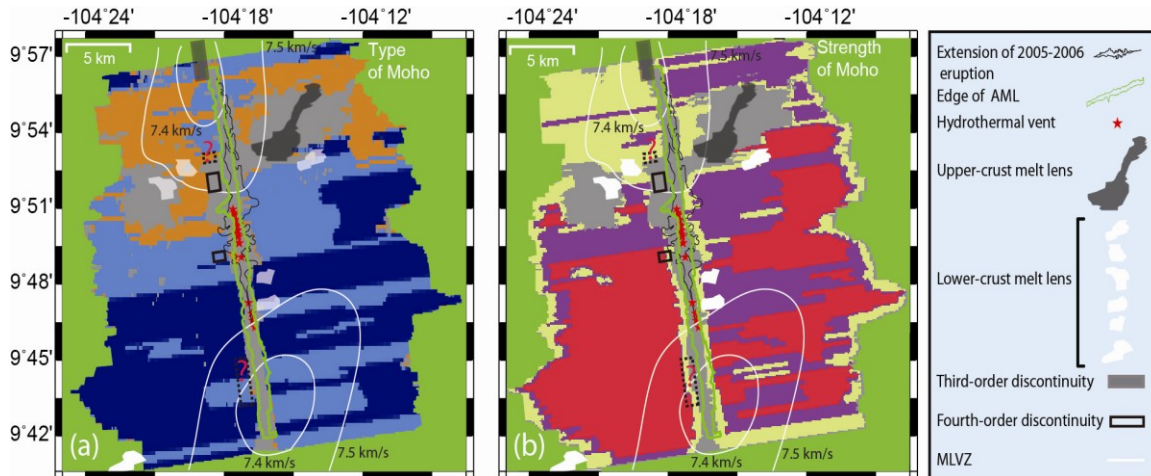 -104°24' -104°18' -104°12' -104°24' -104°18' -104°12'
9°57'
9°54'
9°51'
9°48'
9°45'
9°42'
5 km
7.5 km/s
Type
of Moho
7.4 km/s
?
?
(a)
7.4 km/s
7.5 km/s
5 km
7.5 km/s
Strength
of Moho
7.4 km/s
?
?
(b)
7.4 km/s
7.5 km/s
Extension of 2005-2006
eruption
Edge of AML
Hydrothermal vent
Upper-crust melt lens
Lower-crust melt lens
Third-order discontinuity
Fourth-order discontinuity
MLVZ